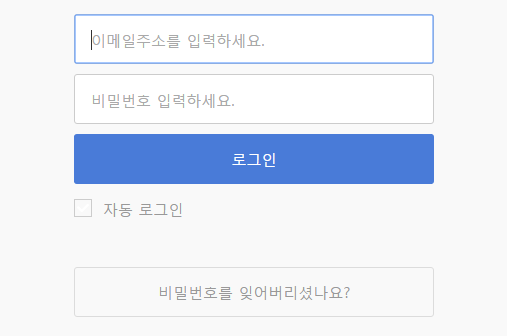 이메일주소를 입력하세요.
비밀번호 입력하세요.
로그인
자동 로그인
비밀번호를 잊어버리셨나요?